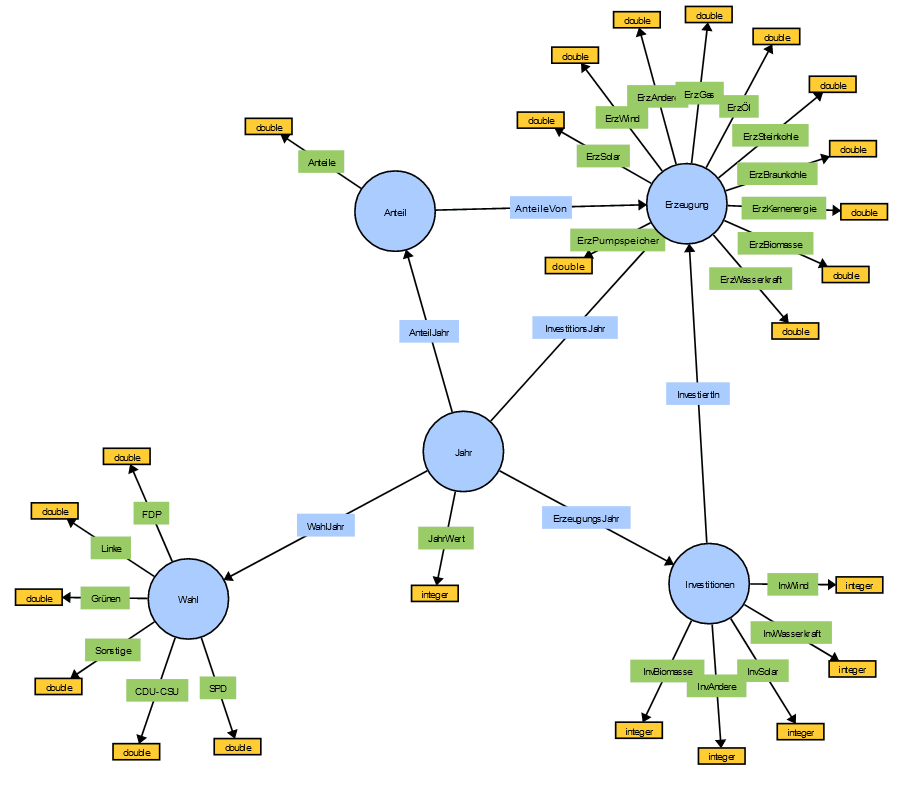 double
double
double
double
double
ErzAndere
ErzGas
ErzÖl
double
ErzWind
double
double
ErzSteinkohle
double
Anteile
ErzSolar
ErzBraunkohle
Anteil
AnteileVon
Erzeugung
ErzKernenergie
double
ErzPumpspeicher
ErzBiomasse
double
double
ErzWasserkraft
AnteilJahr
InvestitionsJahr
double
InvestiertIn
Jahr
double
double
FDP
WahlJahr
ErzeugungsJahr
Linke
JahrWert
Grünen
double
Wahl
integer
Investitionen
InvWind
integer
Sonstige
InvWasserkraft
double
CDU-CSU
SPD
InvBiomasse
InvAndere
InvSolar
integer
double
double
integer
integer
integer